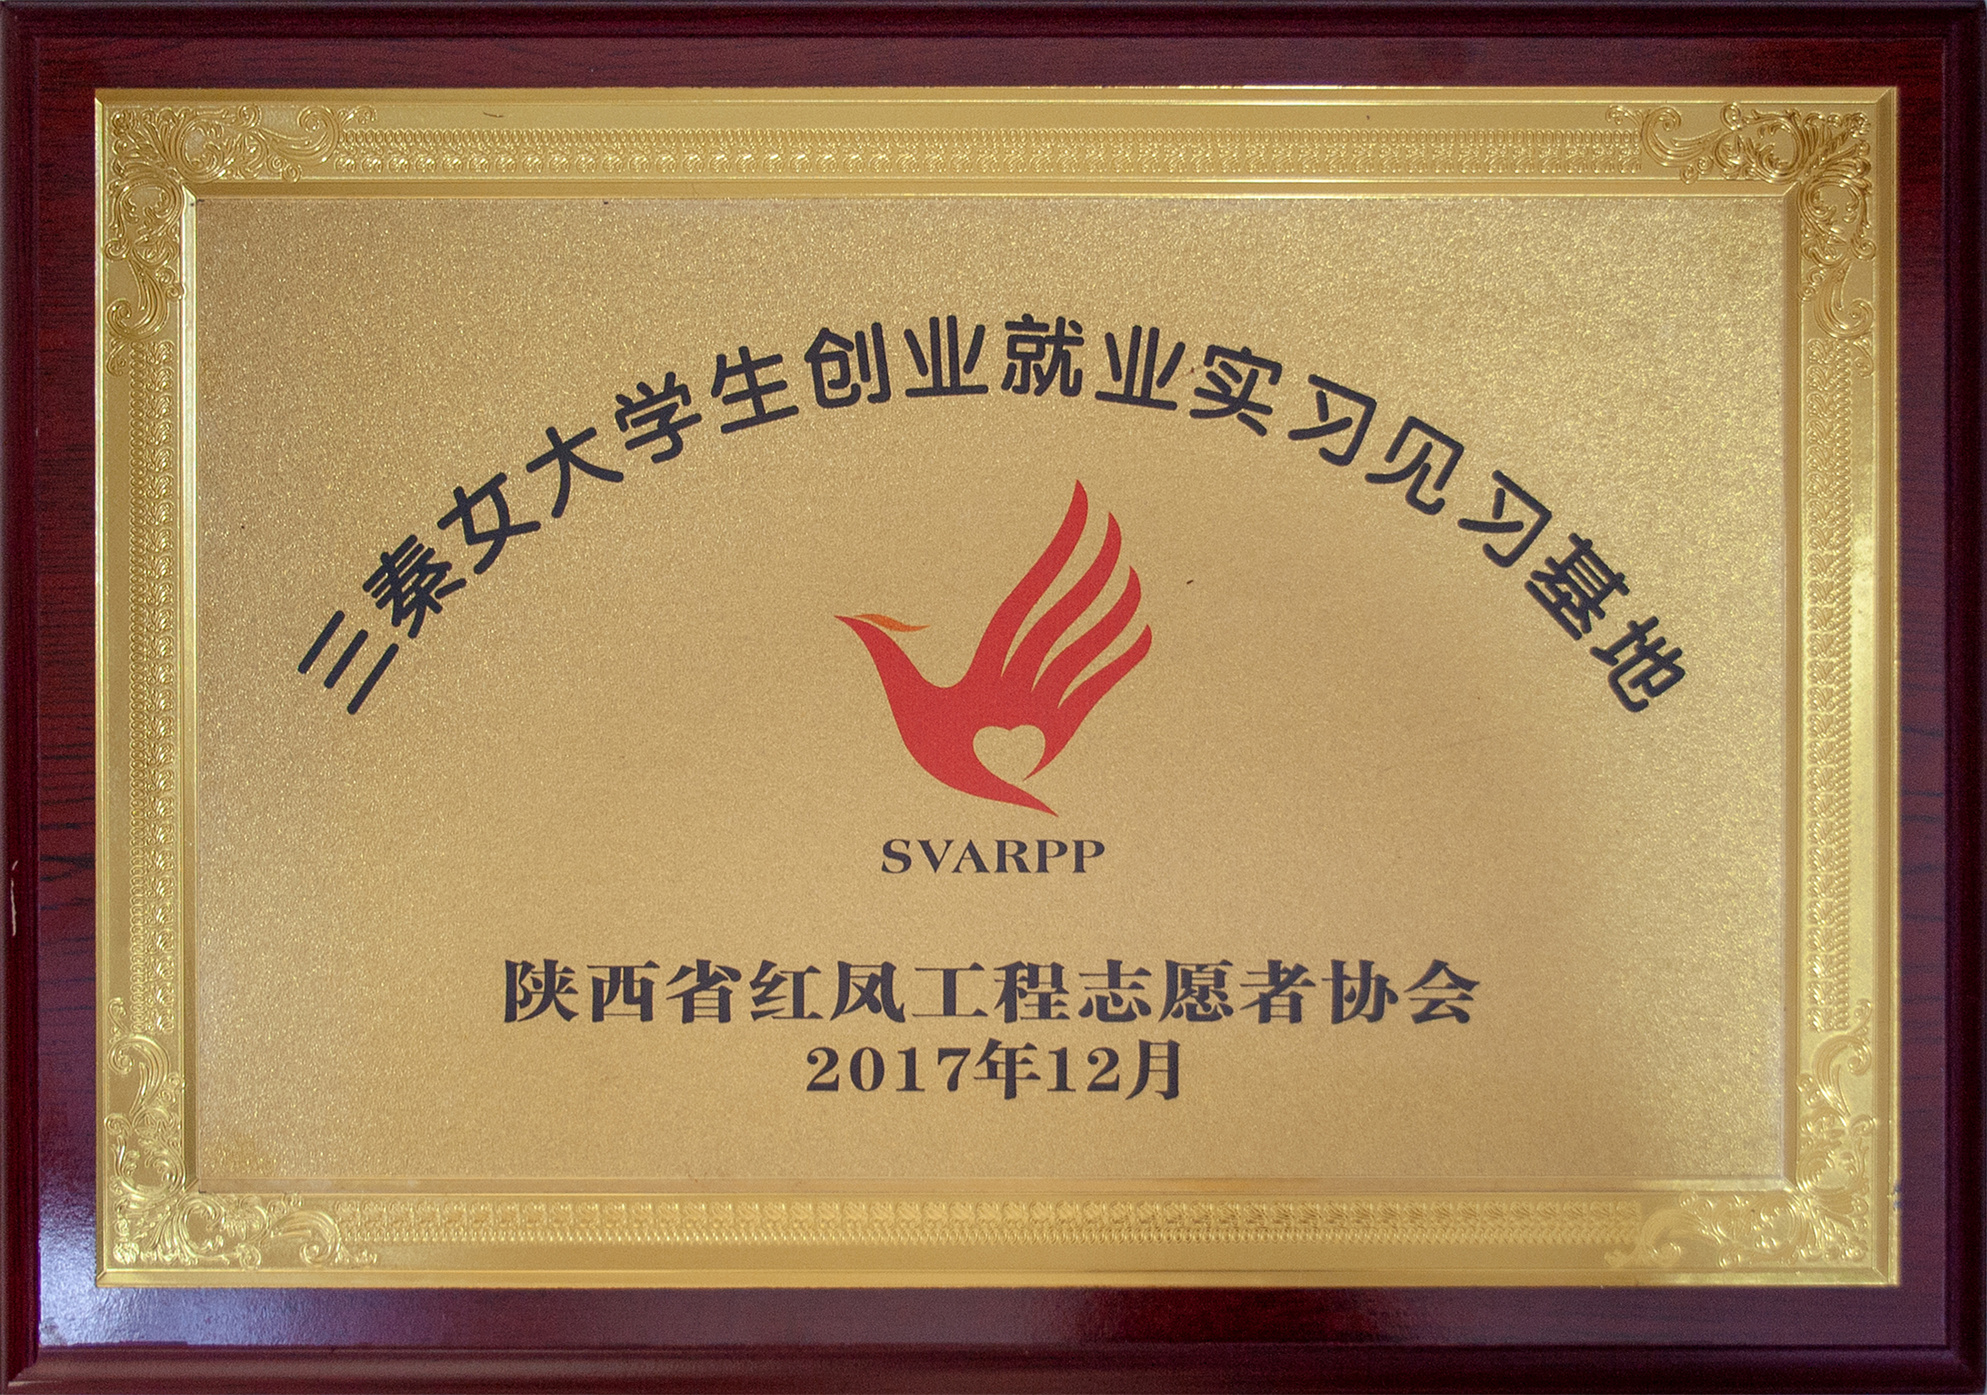 三秦女大学生创业就业实习见习基地
SVARPP
陕西省红凤工程志愿者协会
2017年12月